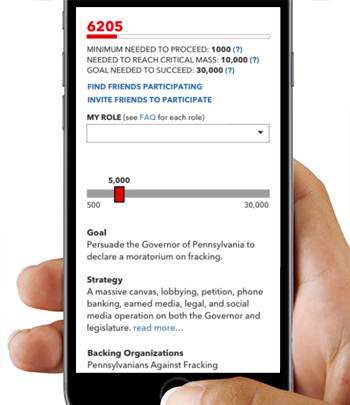 6205
MINIMUM NEEDED TO PROCEED: 1000 (?)
NEEDED TO REACH CRITICAL MASS: 10,000 (?)
GOAL NEEDED TO SUCCEED: 30,000 (?)
FIND FRIENDS PARTICIPATING
INVITE FRIENDS TO PARTICIPATE
MY ROLE (see FAQ for each role)
5,000
500 30,000
Goal
Persuade the Governor of Pennsylvania to
declare a moratorium on fracking.
Strategy
A massive canvas, lobbying, petition, phone
banking, earned media, legal, and social
media operation on both the Governor and
legislature. read more...
Backing Organizations
Pennsylvanians Against Fracking